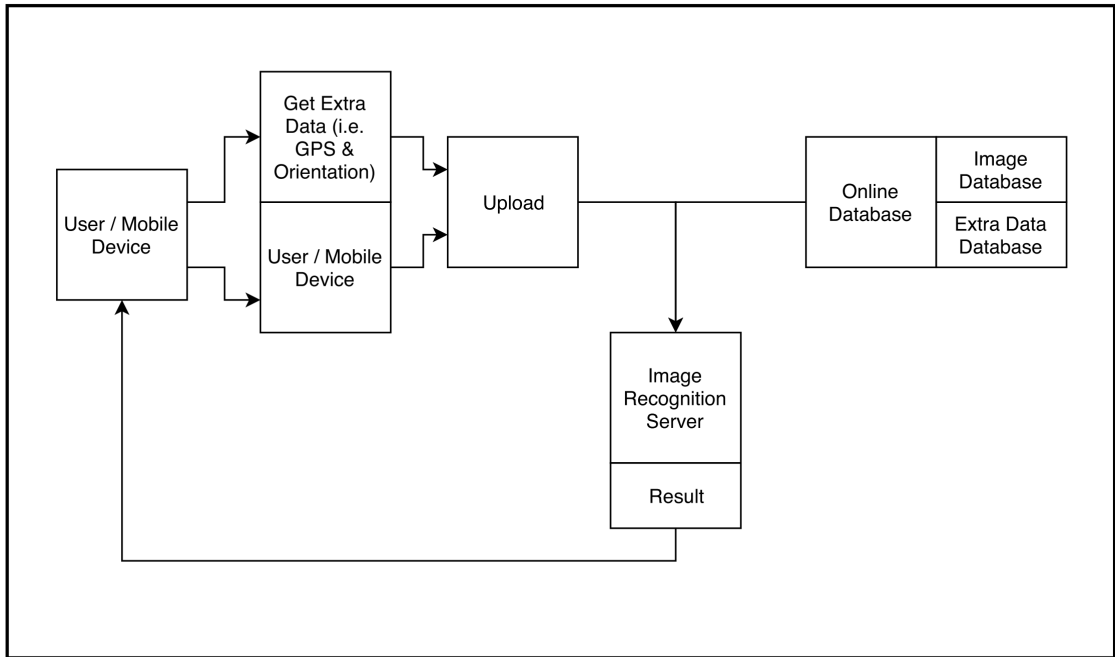 Get Extra
Data (i.e.
GPS &
Orientation)
User / Mobile
Device
User / Mobile
Device
Upload
Online
Database
Image
Database
Extra Data
Database
Image
Recognition
Server
Result